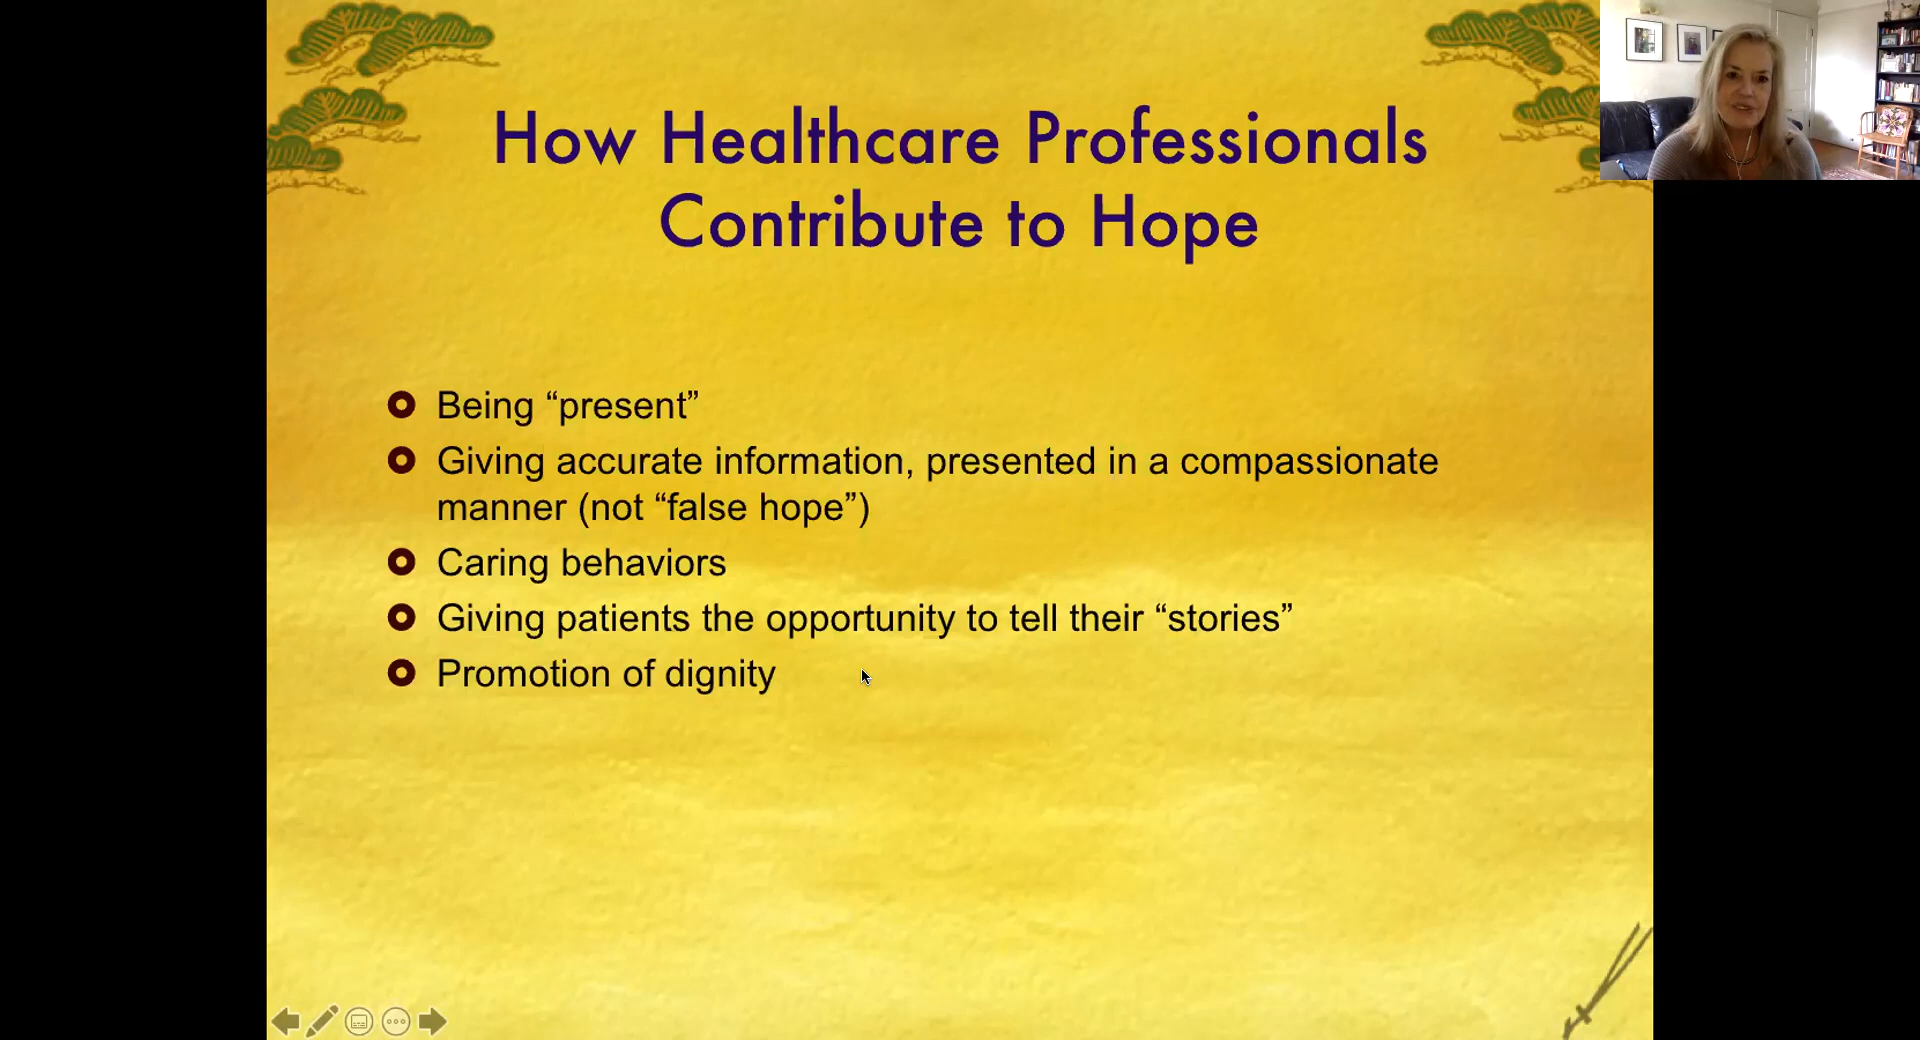 How Healthcare Professionals
Contribute to Hope
Being “present”
Giving accurate information, presented in a compassionate
manner (not “false hope”)
Caring behaviors
Giving patients the opportunity to tell their “stories”
Promotion of dignity